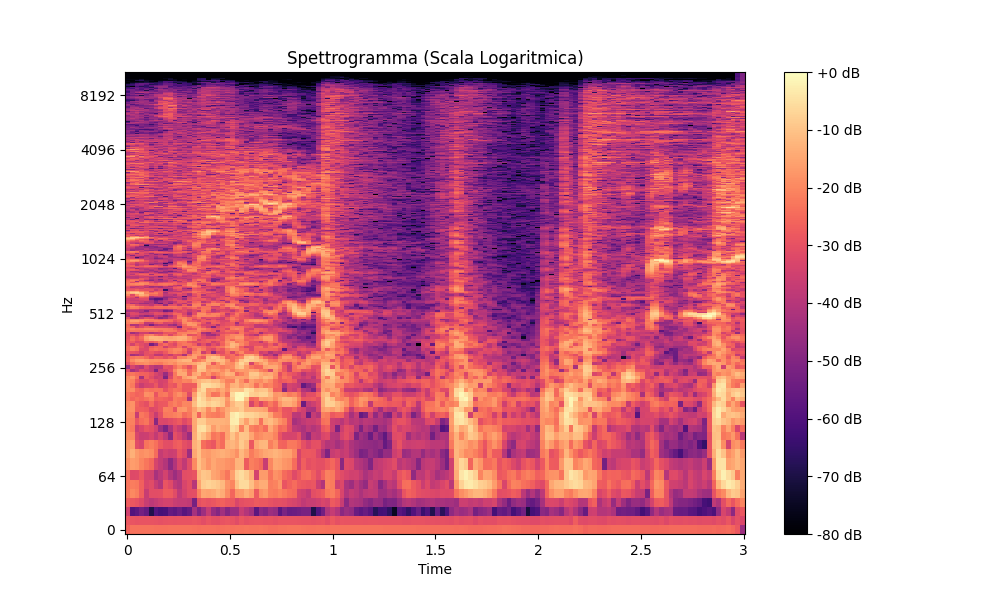 Spettrogramma (Scala Logaritmica)
Hz
8192
4096
2048
1024
512
256
128
64
0
0
0.5
1
1.5
2
2.5
3
Time
+0 dB
-10 dB
-20 dB
-30 dB
-40 dB
-50 dB
-60 dB
-70 dB
-80 dB